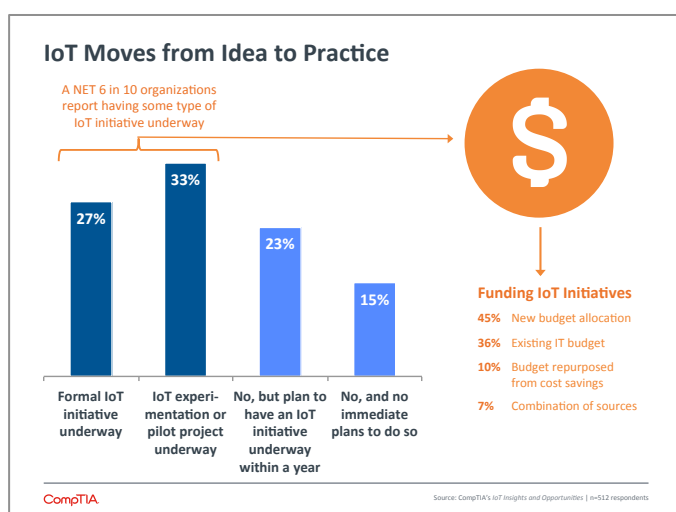 IoT Moves from Idea to Practice
A NET 6 in 10 organizations
report having some type of
IoT initiative underway
$
27%
33%
23%
15%
Formal IoT
initiative
underway
IoT experi-
mentation or
pilot project
underway
No, but plan to
have an IoT
initiative
underway
within a year
No, and no
immediate
plans to do so
Funding IoT Initiatives
45% New budget allocation
36% Existing IT budget
10% Budget repurposed
from cost savings
7% Combination of sources
CompTIA.
Source: CompTIA's IoT Insights and Opportunities | n=512 respondents